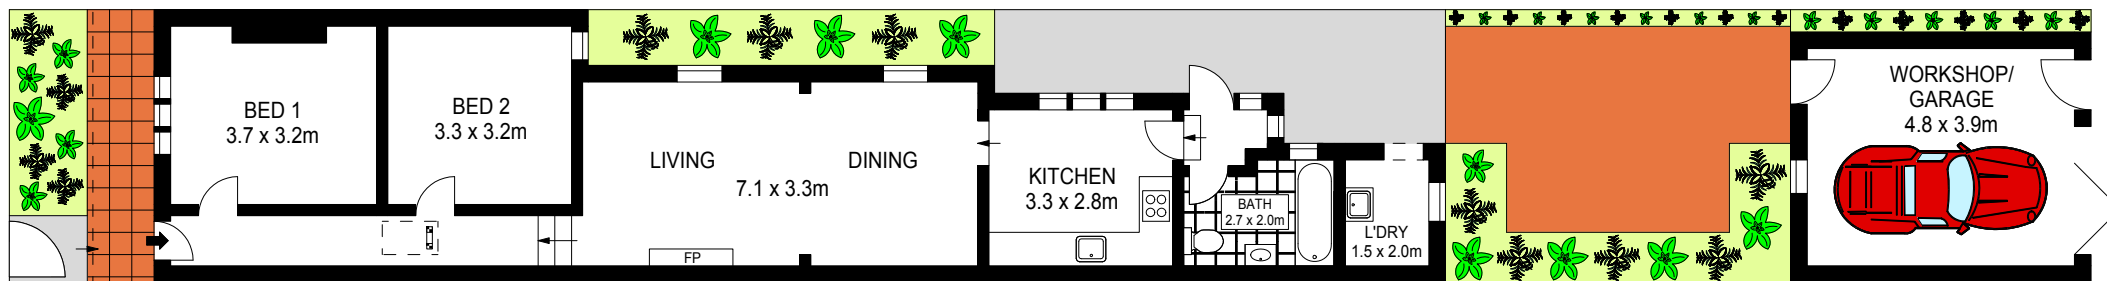 BED 1
3.7 x 3.2m
BED 2
3.3 x 3.2m
LIVING
DINING
7.1 x 3.3m
FP
KITCHEN
3.3 x 2.8m
BATH
2.7 x 2.0m
L'DRY
1.5 x 2.0m
WORKSHOP/
GARAGE
4.8 x 3.9m